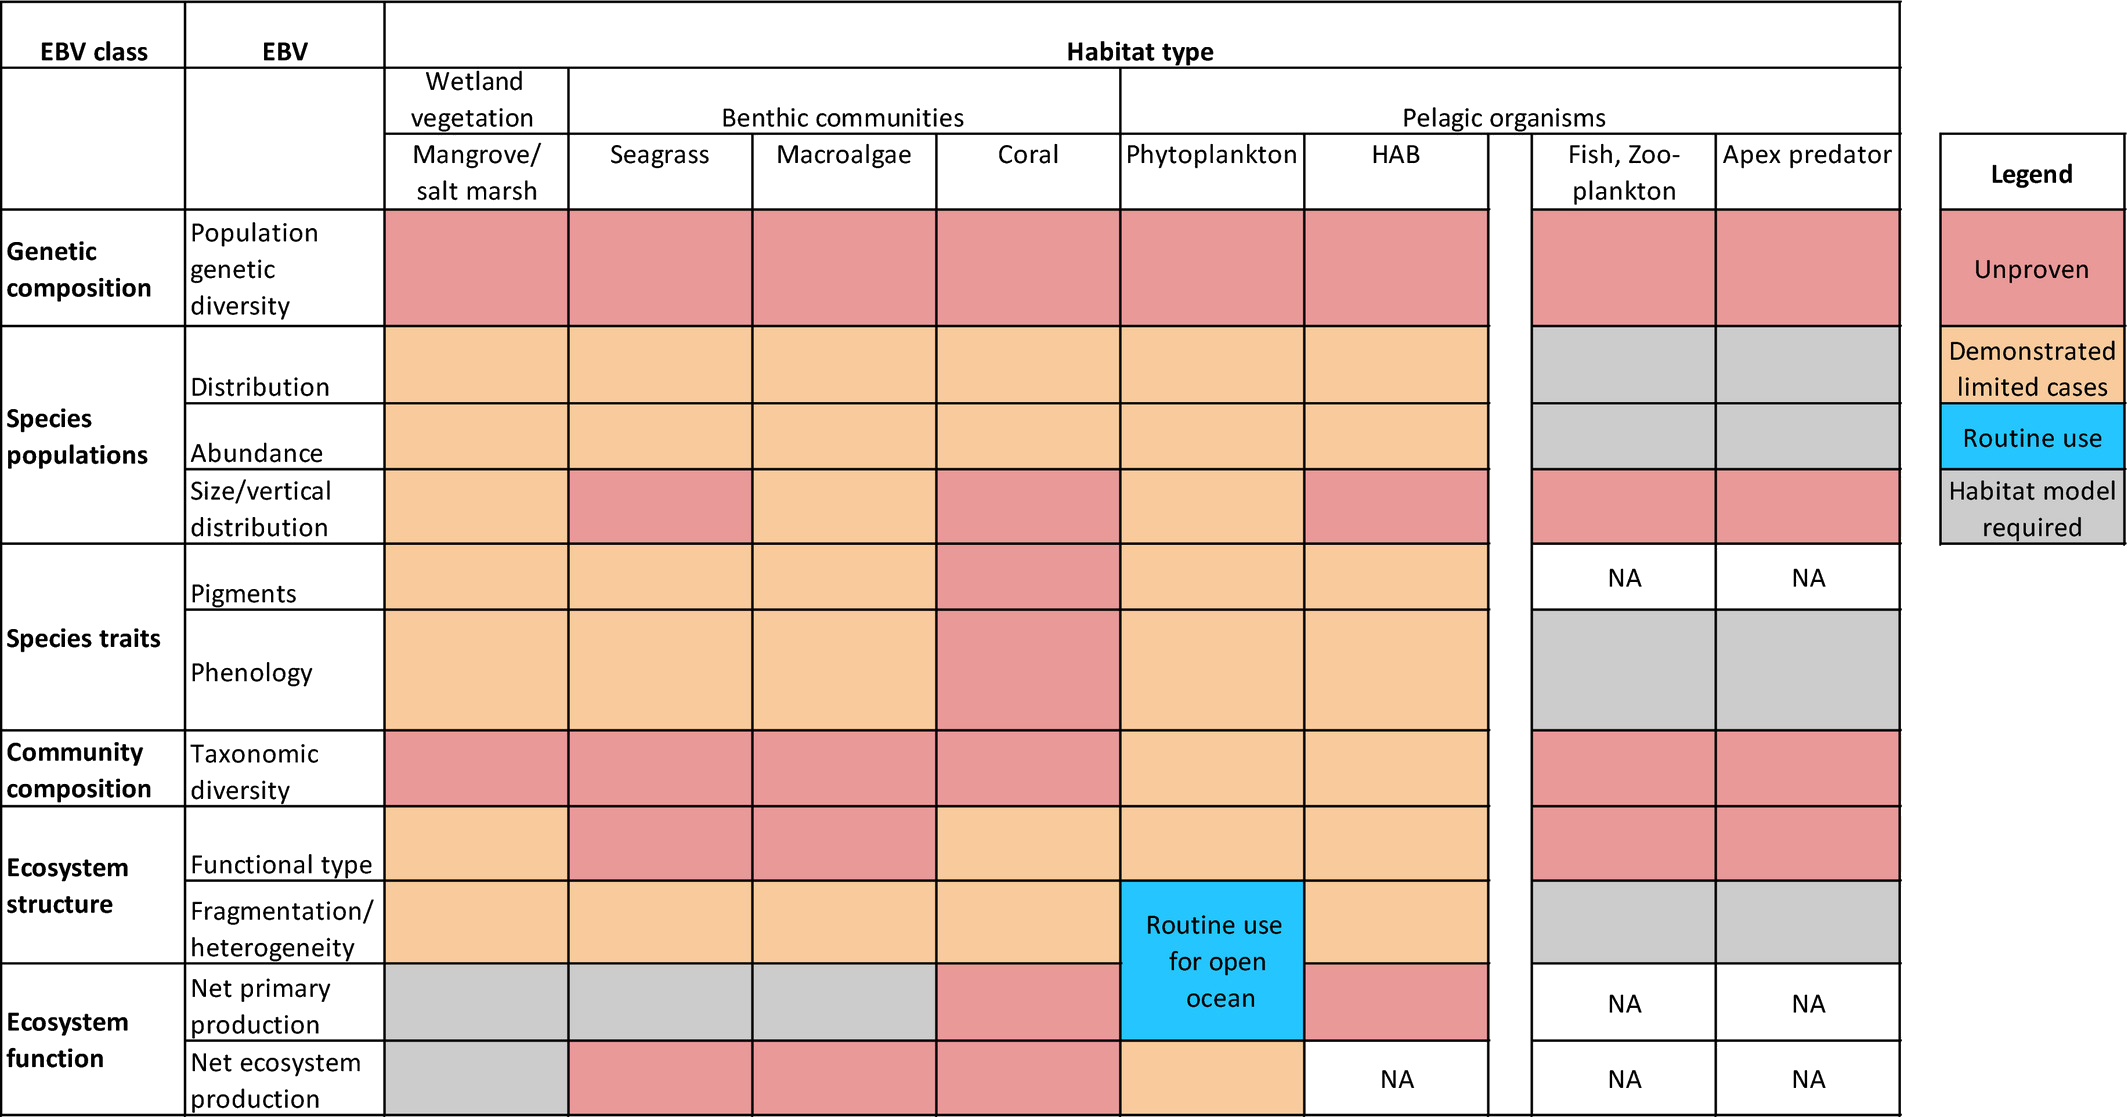 EBV class
EBV
Habitat type
Wetland
vegetation
Benthic communities
Pelagic organisms
Mangrove/
salt marsh
Seagrass
Macroalgae
Coral
Phytoplankton
HAB
Fish, Zoo-
plankton
Apex predator
Legend
Genetic
composition
Population
genetic
diversity
Unproven
Species
populations
Distribution
Demonstrated
limited cases
Abundance
Routine use
Size/vertical
distribution
Habitat model
required
Species traits
Pigments
NA
NA
Phenology
Community
composition
Taxonomic
diversity
Ecosystem
structure
Functional type
Fragmentation/
heterogeneity
Routine use
for open
ocean
Ecosystem
function
Net primary
production
NA
NA
Net ecosystem
production
NA
NA
NA